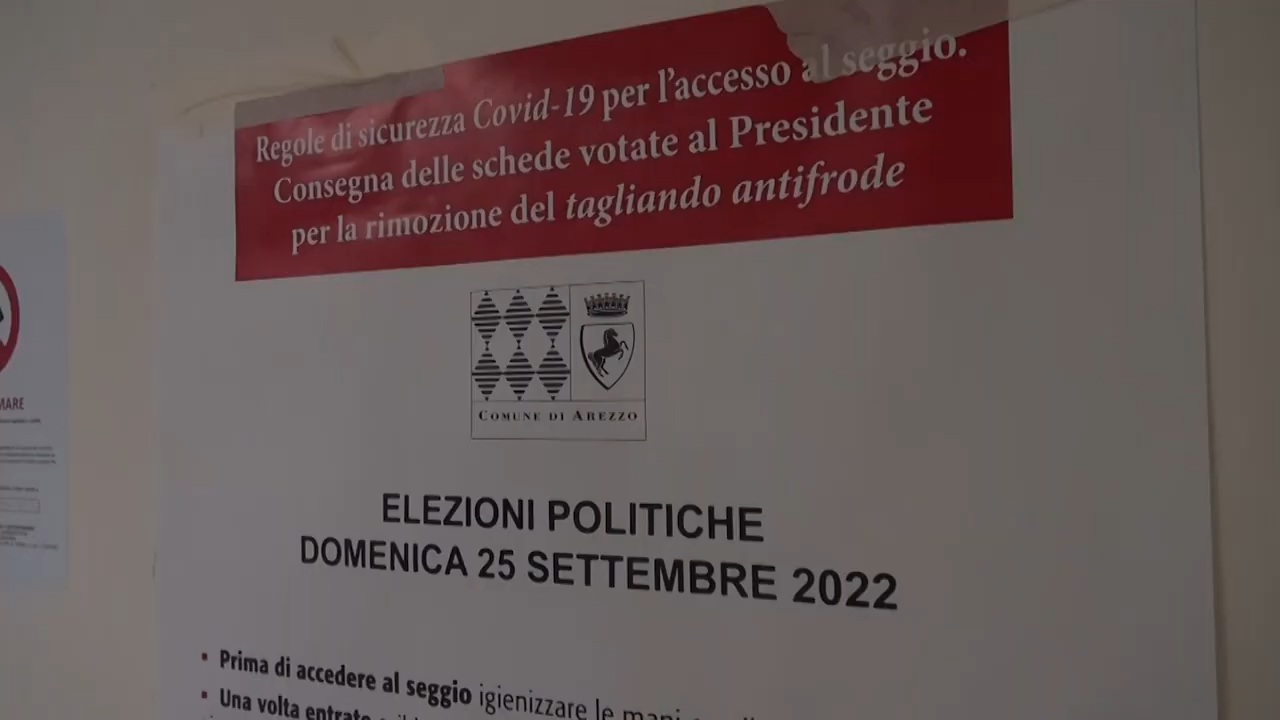 Regole di sicurezza Covid-19 per l'accesso al seggio.
Consegna delle schede votate al Presidente
per la rimozione del tagliando antifrode
COMUNE DI AREZZO
ELEZIONI POLITICHE
DOMENICA 25 SETTEMBRE 2022
• Prima di accedere al seggio igienizzare le mani
• Una volta entrato
MARE